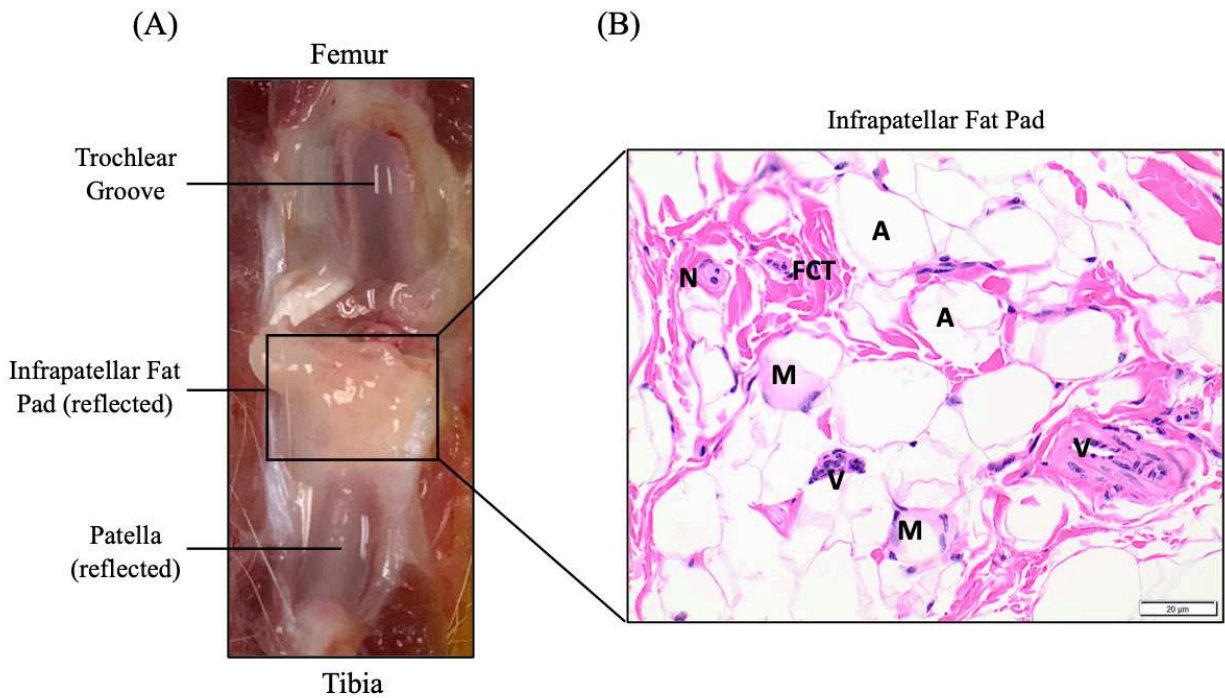 (A)
Femur
Trochlear
Groove
Infrapatellar Fat
Pad (reflected)
Patella
(reflected)
Tibia
(B)
Infrapatellar Fat Pad
A
N
FCT
A
M
V
V
M
20 µm